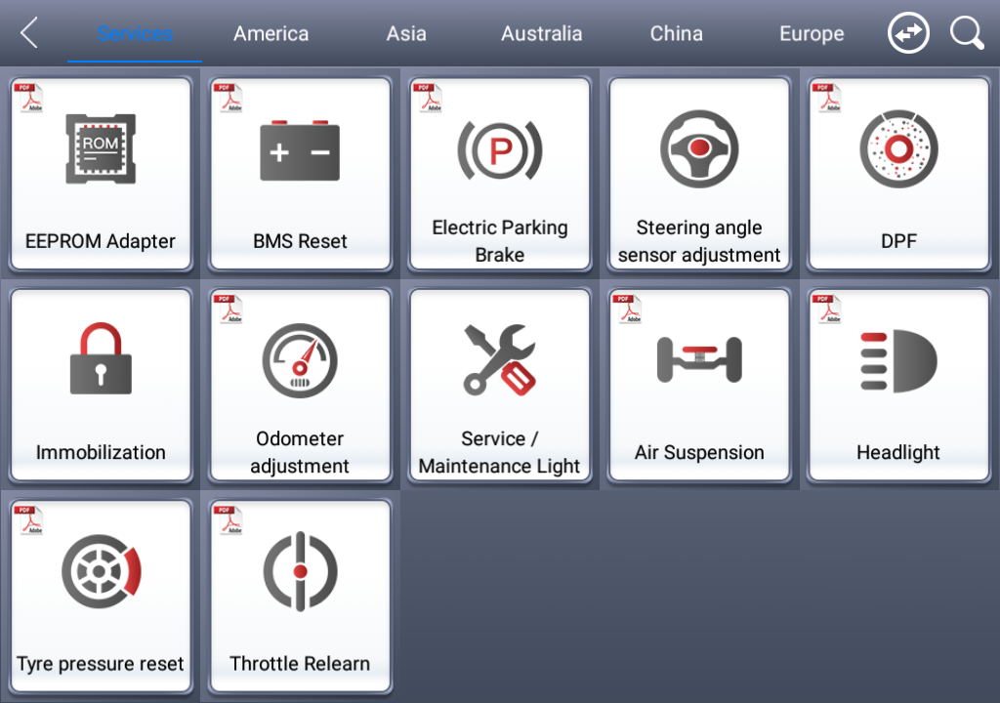 Services America Asia Australia China Europe
PDF Adobe PDF Adobe PDF Adobe PDF Adobe
ROM + - P
EEPROM Adapter
BMS Reset
Electric Parking
Brake
Steering angle
sensor adjustment
DPF
PDF Adobe PDF Adobe PDF Adobe
Immobilization
Odometer
adjustment
Service /
Maintenance Light
Air Suspension
Headlight
PDF Adobe PDF Adobe
Tyre pressure reset
Throttle Relearn